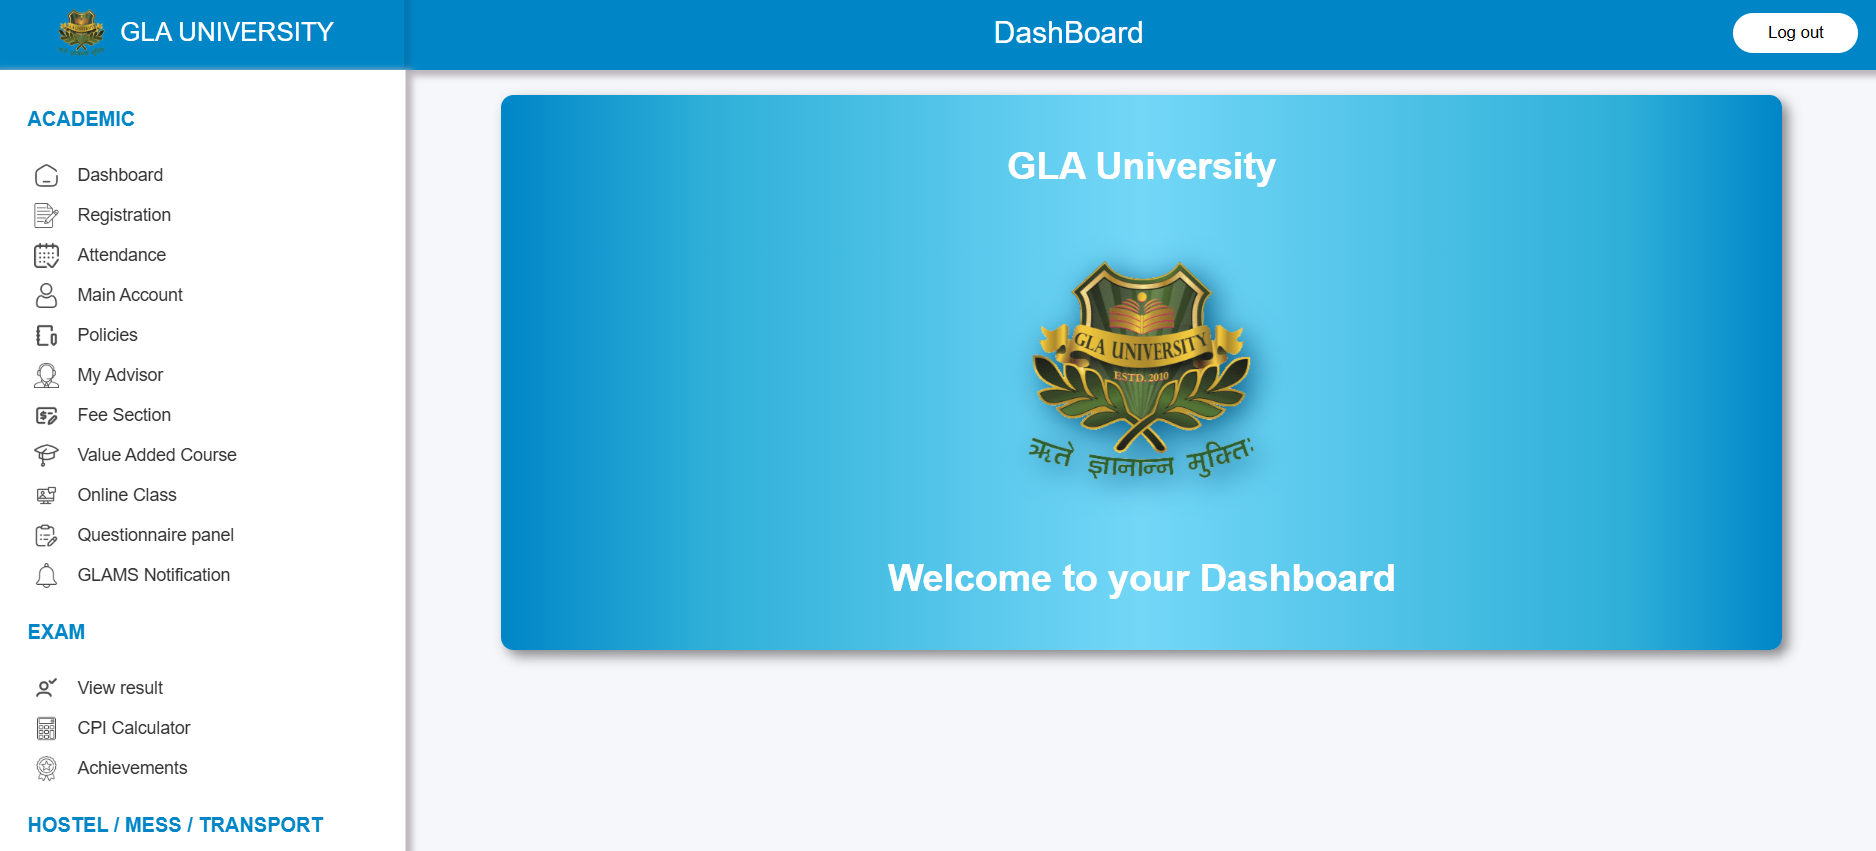 GLA UNIVERSITY
DashBoard
Log out
ACADEMIC
Dashboard
Registration
Attendance
Main Account
Policies
My Advisor
Fee Section
Value Added Course
Online Class
Questionnaire panel
GLAMS Notification
EXAM
View result
CPI Calculator
Achievements
HOSTEL / MESS / TRANSPORT
GLA University
GLA UNIVERSITY
ESTD. 2010
ऋते ज्ञानान्न मुक्तिः
Welcome to your Dashboard